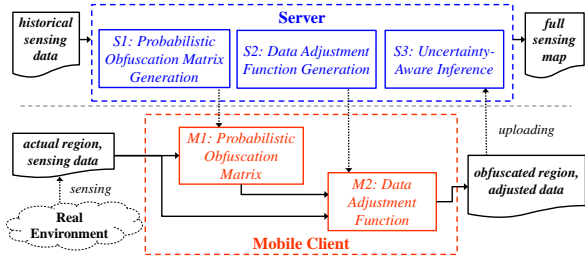 Server
historical
sensing
data
S1: Probabilistic
Obfuscation Matrix
Generation
S2: Data Adjustment
Function Generation
S3: Uncertainty-
Aware Inference
full
sensing
map
actual region,
sensing data
M1: Probabilistic
Obfuscation
Matrix
uploading
sensing
Real
Environment
M2: Data
Adjustment
Function
obfuscated region,
adjusted data
Mobile Client